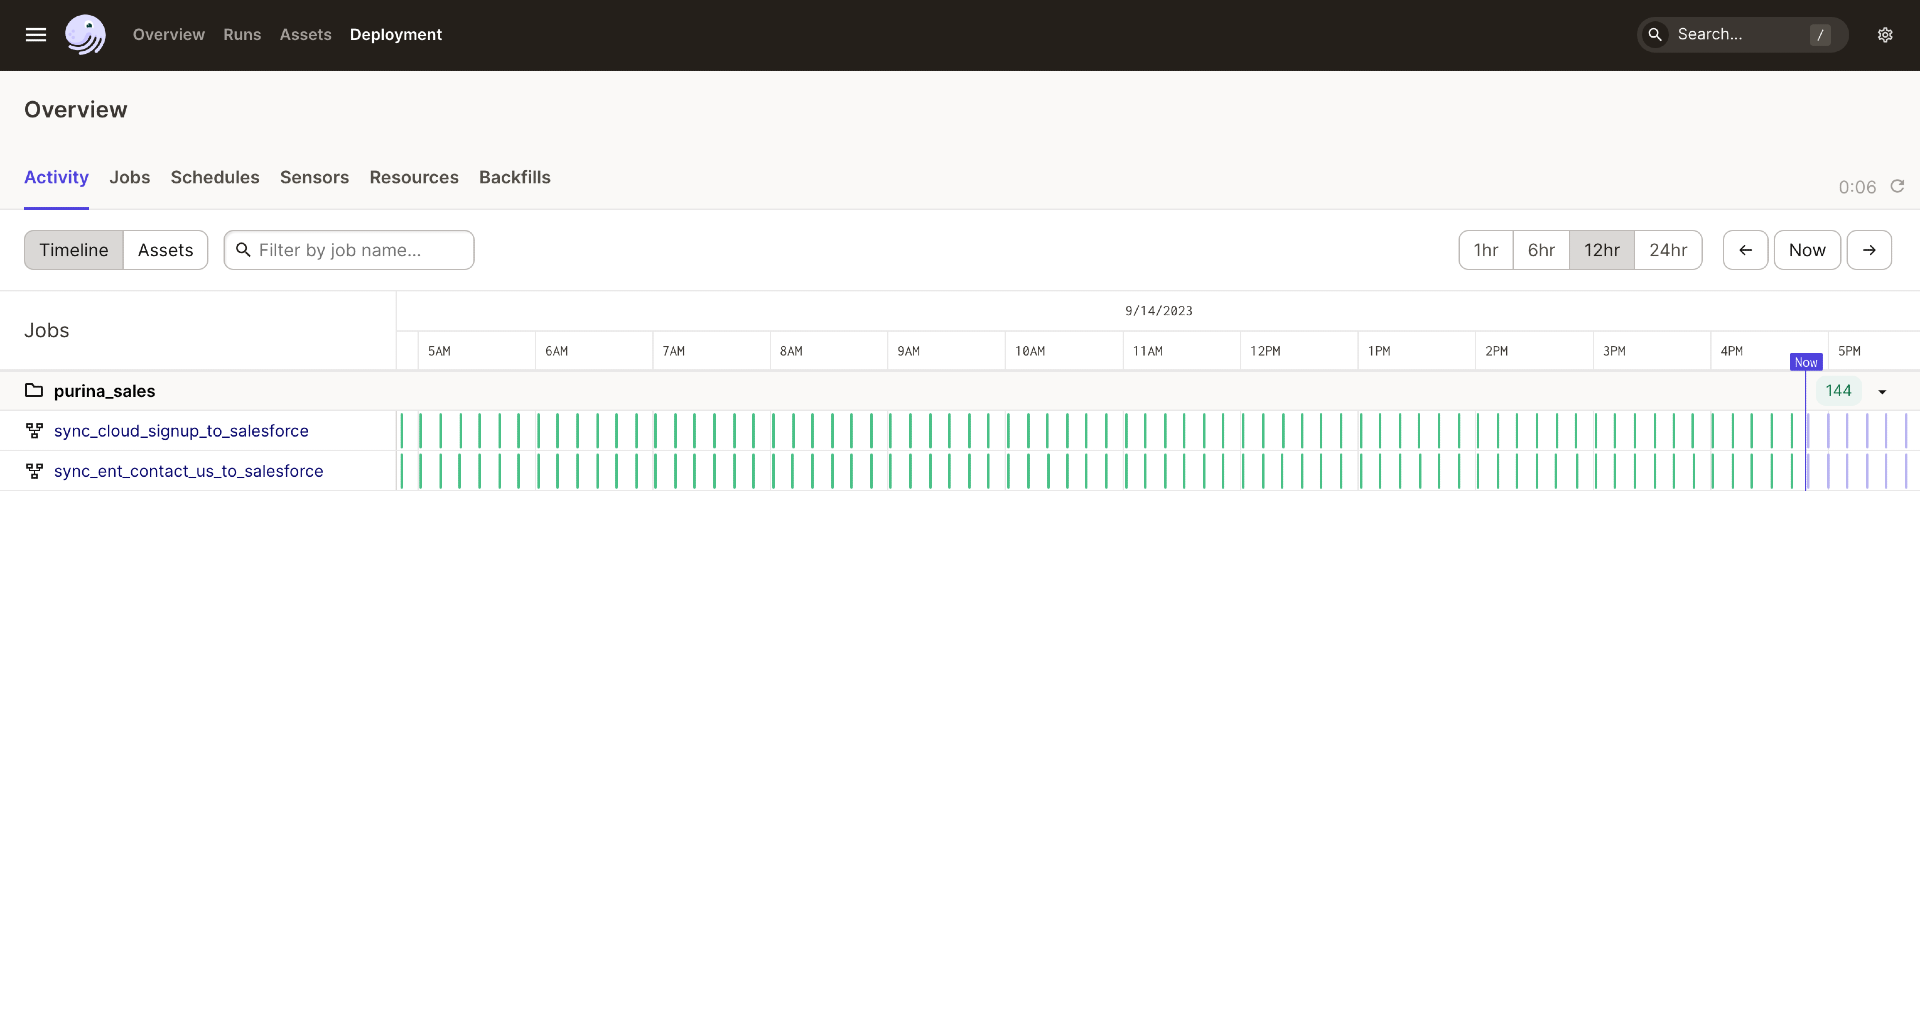 Overview Runs Assets Deployment Search... /
Overview
Activity Jobs Schedules Sensors Resources Backfills 0:06
Timeline Assets Filter by job name... 1hr 6hr 12hr 24hr ← Now →
9/14/2023
Jobs
5AM 6AM 7AM 8AM 9AM 10AM 11AM 12PM 1PM 2PM 3PM 4PM 5PM
Now
purina_sales 144
sync_cloud_signup_to_salesforce
sync_ent_contact_us_to_salesforce